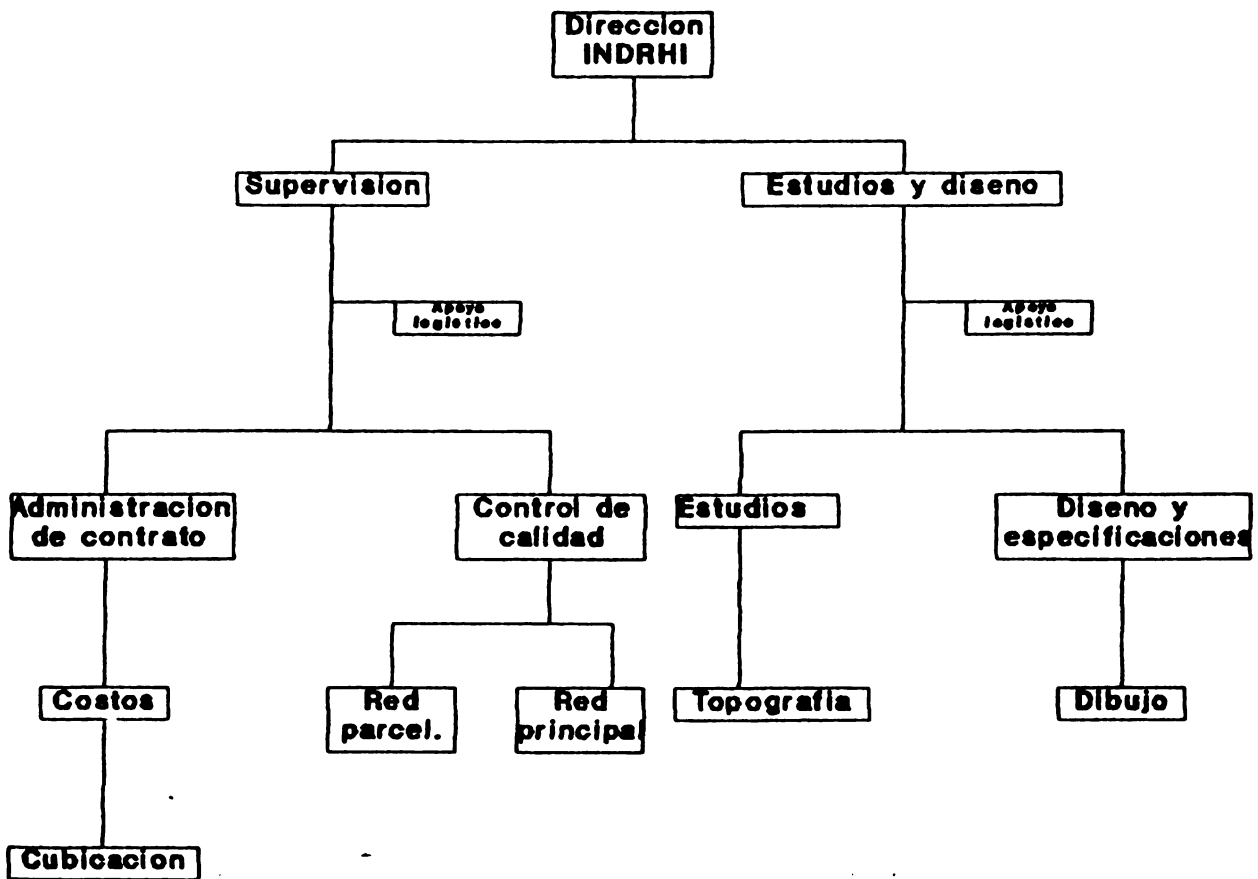 Direccion
INDRHI
Supervision
Estudios y diseno
Apoyo
logistico
Apoyo
logistico
Administracion
de contrato
Control de
calidad
Estudios
Diseno y
especificaciones
Costos
Red
parcel.
Red
principal
Topografia
Dibujo
Cubicacion